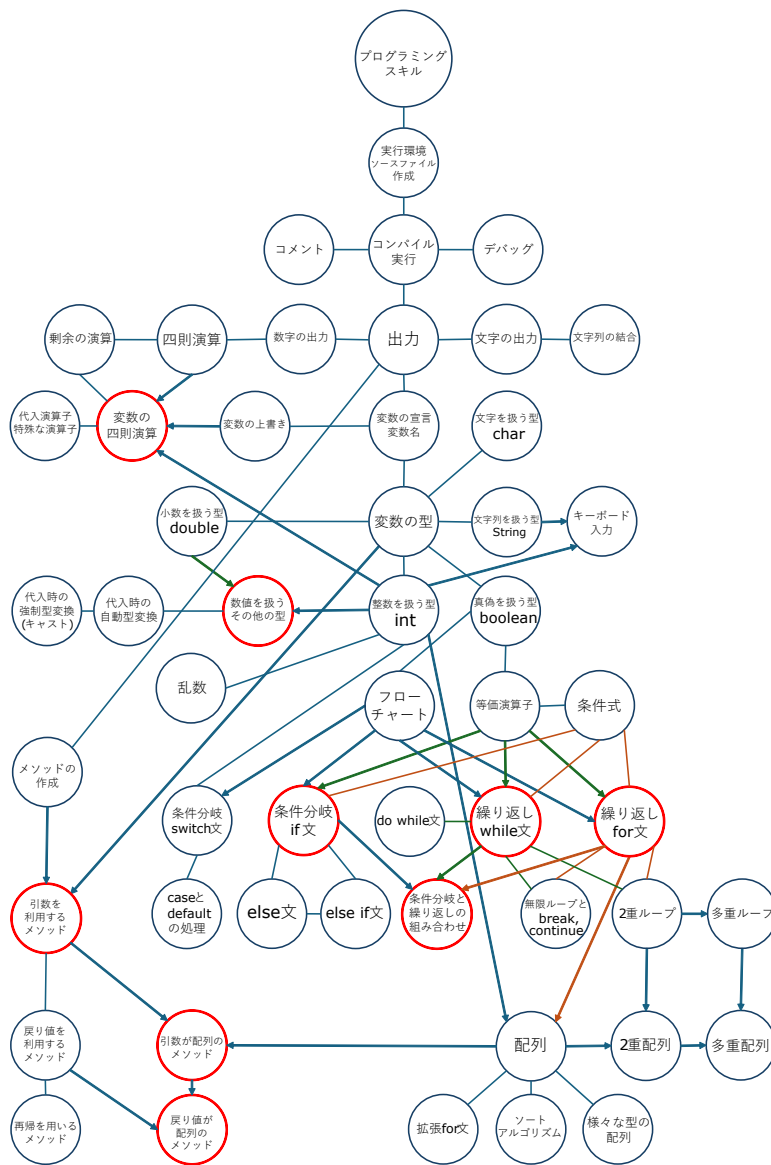 プログラミング
スキル
実行環境
ソースファイル
作成
コメント
コンパイル
実行
デバッグ
剰余の演算
四則演算
数字の出力
出力
文字の出力
文字列の結合
代入演算子
特殊な演算子
変数の
四則演算
変数の上書き
変数の宣言
変数名
文字を扱う型
char
小数を扱う型
double
変数の型
文字列を扱う型
String
キーボード
入力
代入時の
強制型変換
(キャスト)
代入時の
自動型変換
数値を扱う
その他の型
整数を扱う型
int
真偽を扱う型
boolean
乱数
フロー
チャート
等価演算子
条件式
メソッドの
作成
条件分岐
switch文
条件分岐
if 文
do while文
繰り返し
while文
繰り返し
for文
引数を
利用する
メソッド
caseと
default
の処理
else文
else if文
条件分岐と
繰り返しの
組み合わせ
無限ループと
break,
continue
2重ループ
多重ループ
戻り値を
利用する
メソッド
引数が配列の
メソッド
配列
2重配列
多重配列
再帰を用いる
メソッド
戻り値が
配列の
メソッド
拡張for文
ソート
アルゴリズム
様々な型の
配列